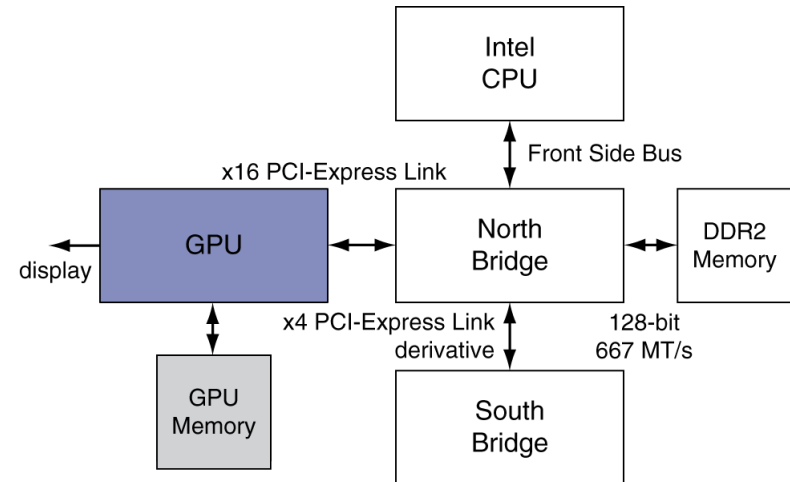 Intel
CPU
Front Side Bus
x16 PCI-Express Link
GPU
North
Bridge
DDR2
Memory
display
x4 PCI-Express Link
derivative
128-bit
667 MT/s
GPU
Memory
South
Bridge